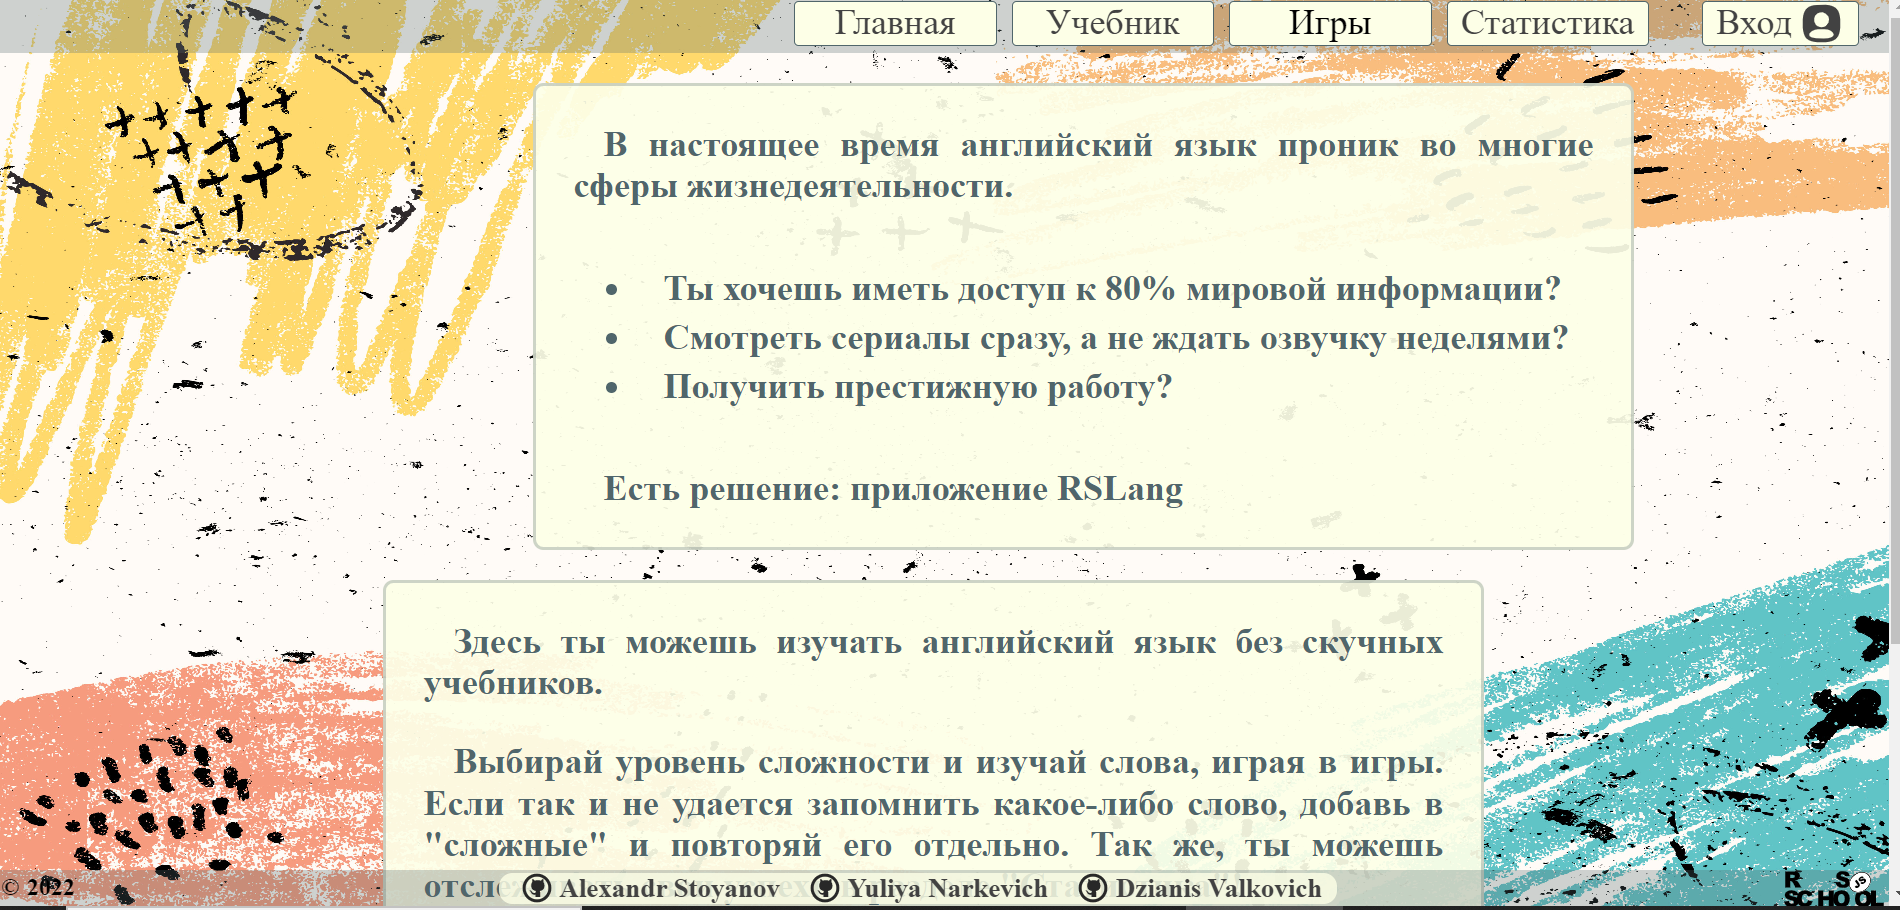 Главная Учебник Игры Статистика Вход
В настоящее время английский язык проник во многие
сферы жизнедеятельности.
• Ты хочешь иметь доступ к 80% мировой информации?
• Смотреть сериалы сразу, а не ждать озвучку неделями?
• Получить престижную работу?
Есть решение: приложение RSLang
Здесь ты можешь изучать английский язык без скучных
учебников.
Выбирай уровень сложности и изучай слова, играя в игры.
Если так и не удается запомнить какое-либо слово, добавь в
"сложные" и повторяй его отдельно. Так же, ты можешь
© 2022 Alexandr Stoyanov Yuliya Narkevich Dzianis Valkovich
RS
SCHOOL JS